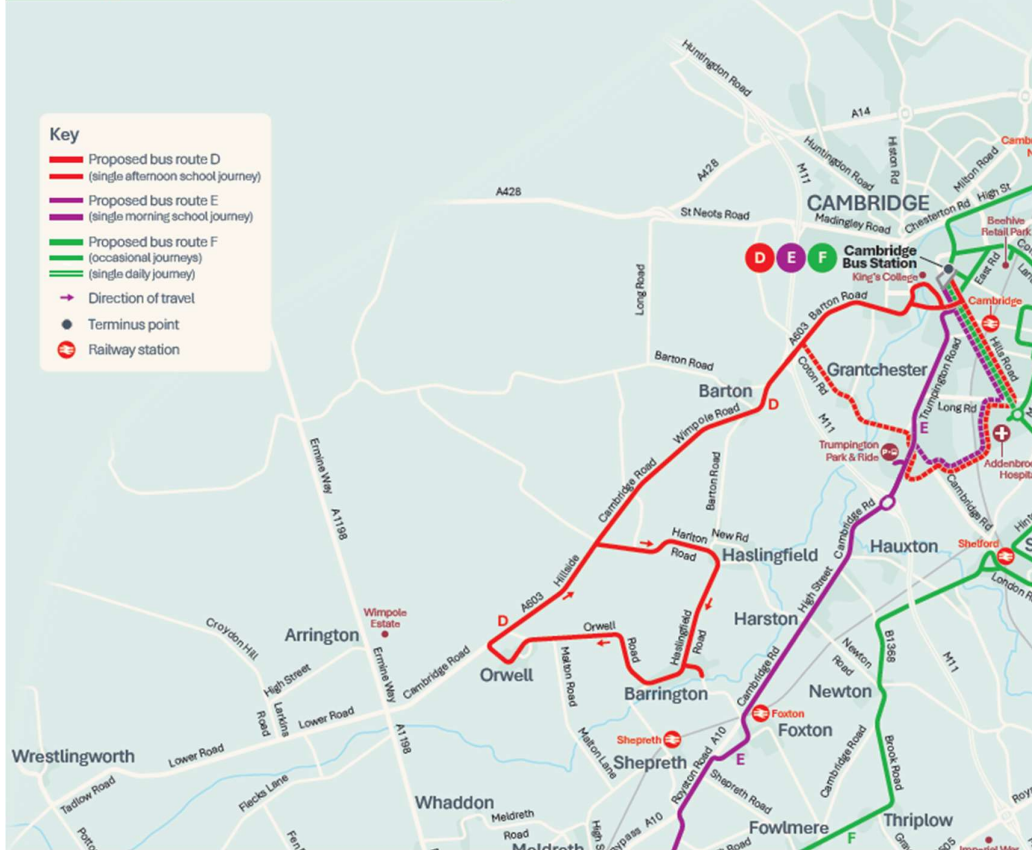 Key
Proposed bus route D
(single afternoon school journey)
Proposed bus route E
(single morning school journey)
Proposed bus route F
(occasional journeys)
(single daily journey)
Direction of travel
Terminus point
Railway station
Huntingdon Road
A14
Histon Rd
Huntingdon Road
M11
A428
A428
Milton Road
CAMBRIDGE
High St
Chesterton Rd
St Neots Road
Madingley Road
Beehive
Retail Park
D
E
F
Cambridge
Bus Station
King's College
East Rd
Long Road
Barton Road
Cambridge
A603
Hills Road
Barton Road
Coton Rd
Grantchester
Trumpington Road
Barton
D
Long Rd
Wimpole Road
M11
E
Trumpington
Park & Ride
P+R
Ermine Way
Cambridge Road
Barton Road
Cambridge Rd
A1198
Cambridge Rd
Harlton
Road
New Rd
Haslingfield
Hauxton
Shelford
Hillside
A603
High Street
London R
D
Haslingfield
Road
Harston
B1368
Wimpole
Estate
Arrington
Croydon Hill
Orwell
Road
Newton
Road
M11
Ermine Way
Cambridge Road
Orwell
Malton Road
Cambridge Rd
High Street
Barrington
Newton
Larkins
Road
Lower Road
Foxton
Foxton
A1198
Wrestlingworth
Lower Road
Shepreth
Shepreth
Malton Lane
A10
Royston Road
E
Cambridge Road
Brook Road
Tadlow Road
Flecks Lane
Shepreth Road
Whaddon
Meldreth
Road
A10
Fowlmere
Thriplow
F
Meldreth